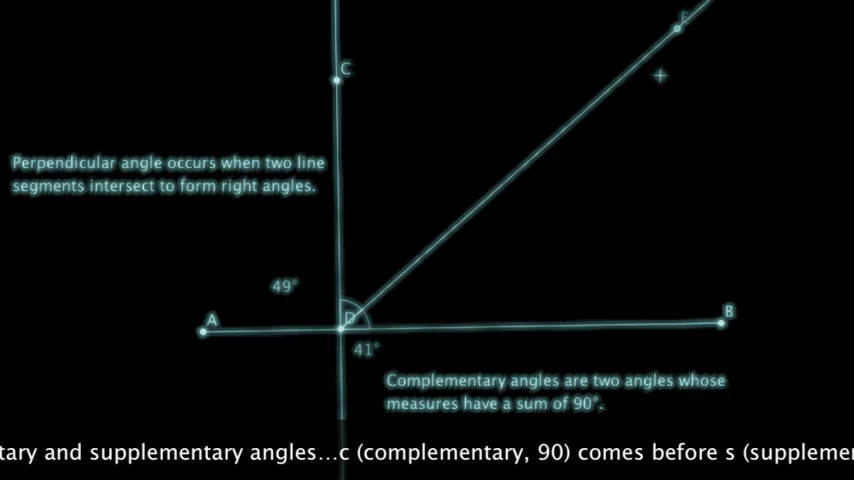 E
C
Perpendicular angle occurs when two line
segments intersect to form right angles.
49°
A
D
B
41°
Complementary angles are two angles whose
measures have a sum of 90°.
tary and supplementary angles...c (complementary, 90) comes before s (supplemen